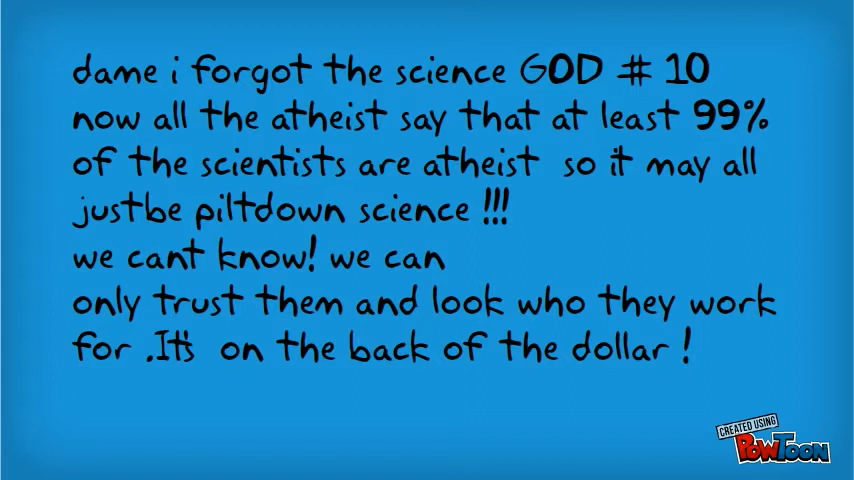 dame i forgot the science GOD # 10
now all the atheist say that at least 99%
of the scientists are atheist so it may all
justbe piltdown science !!!
we cant know! we can
only trust them and look who they work
for .It's on the back of the dollar !
CREATED USING
POWTOON